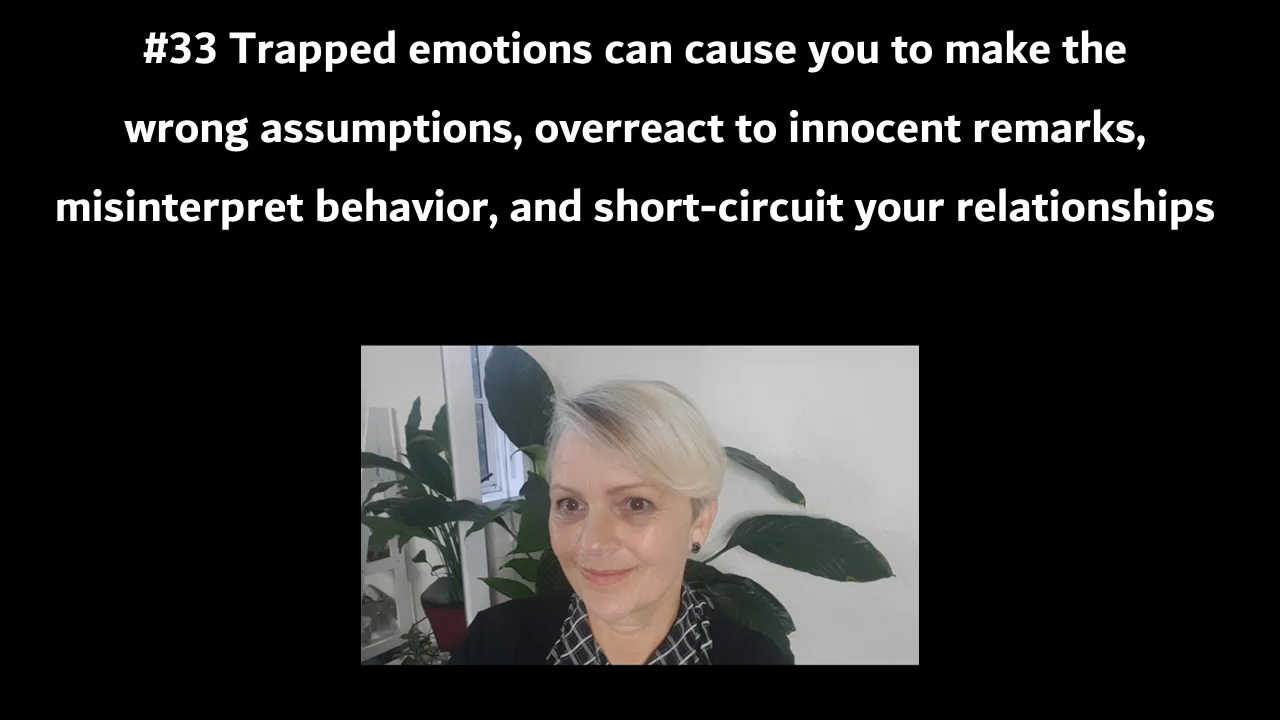 #33 Trapped emotions can cause you to make the
wrong assumptions, overreact to innocent remarks,
misinterpret behavior, and short-circuit your relationships